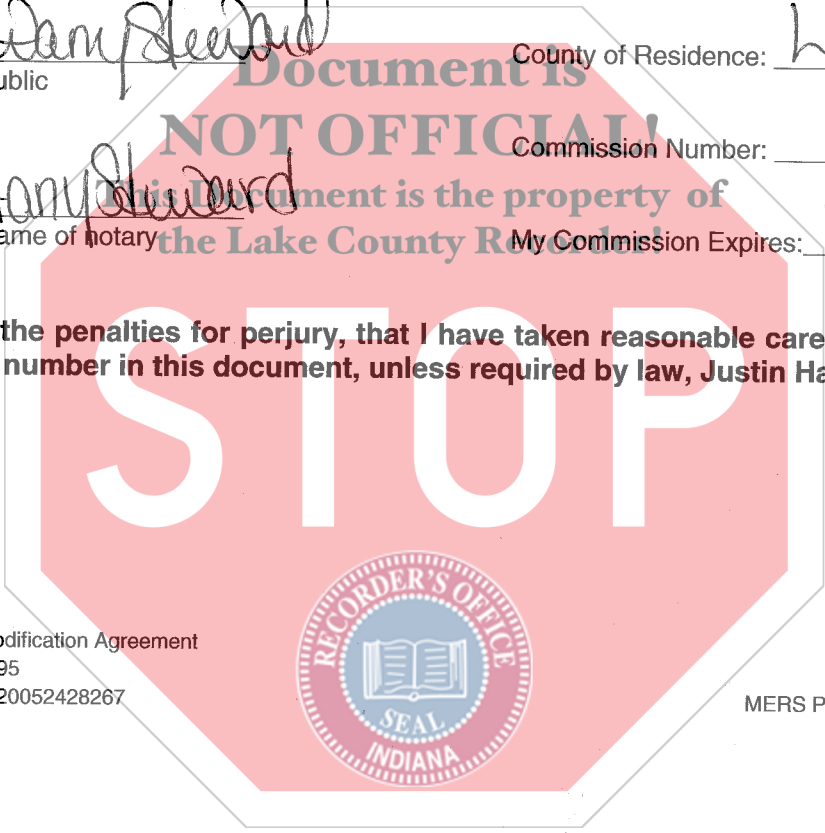 Document is
County of Residence:
ublic
NOT OFFICIAL!
Commission Number:
This Document is the property of
ame of notary
the Lake County Recorder!
My Commission Expires:
the penalties for perjury, that I have taken reasonable care
number in this document, unless required by law, Justin Ha
STOP
RECORDER'S OFFICE
SEAL
INDIANA
odification Agreement
95
20052428267
MERS P